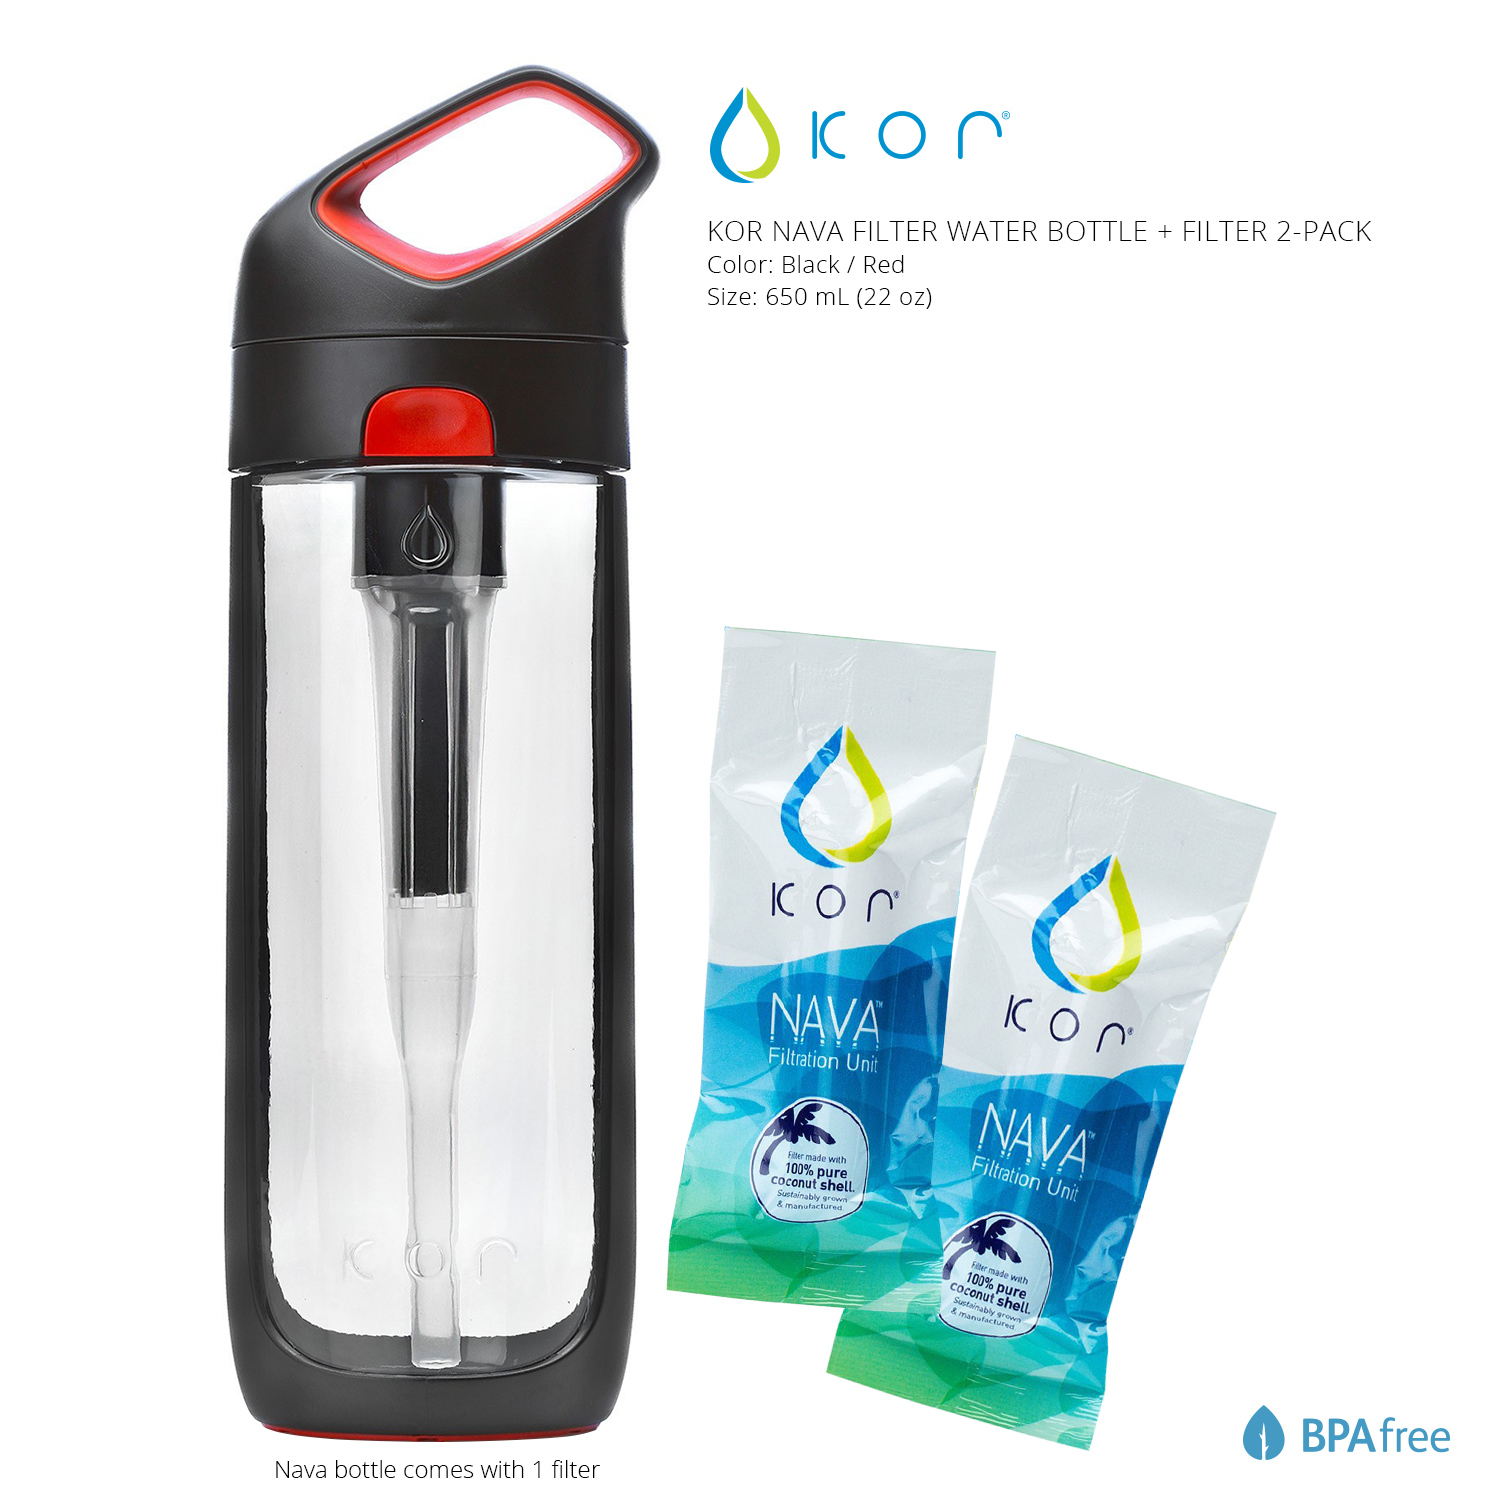 kor®
KOR NAVA FILTER WATER BOTTLE + FILTER 2-PACK
Color: Black / Red
Size: 650 mL (22 oz)
kor
kor®
NAVA™
Filtration Unit
Filter made with
100% pure
coconut shell.
Sustainably grown
& manufactured.
kor®
NAVA™
Filtration Unit
Filter made with
100% pure
coconut shell.
Sustainably grown
& manufactured.
Nava bottle comes with 1 filter
BPAfree